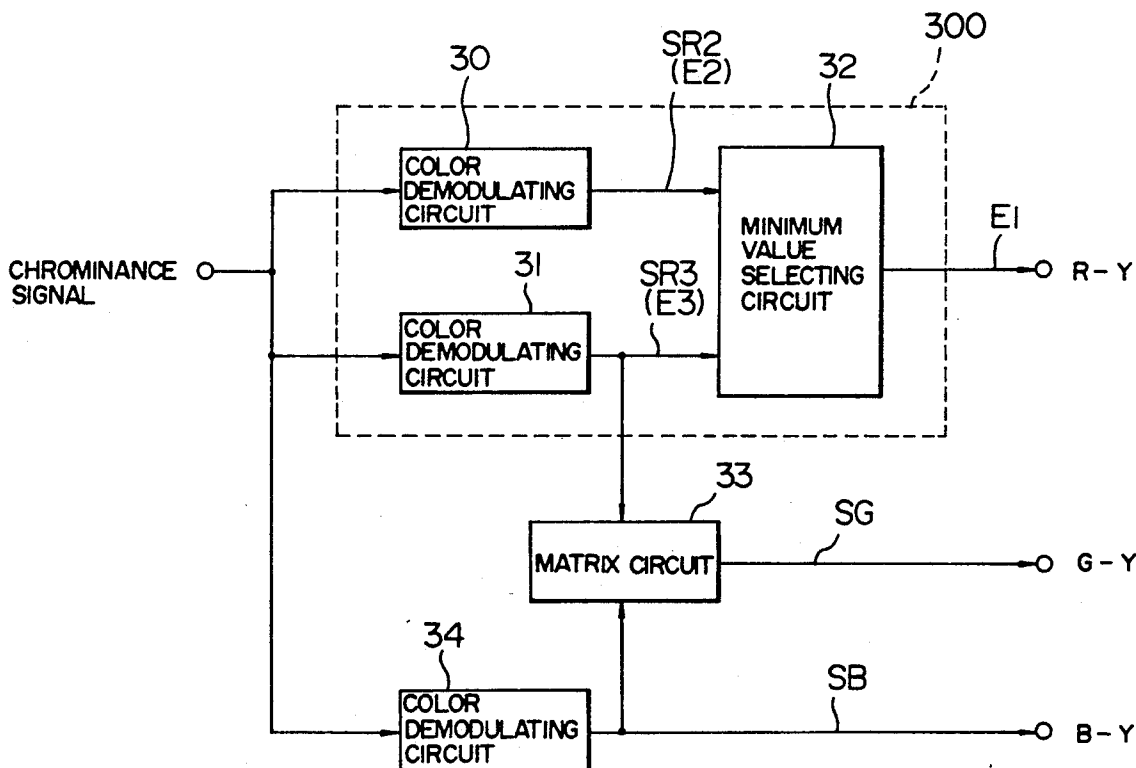 300
30
SR2
(E2)
32
COLOR
DEMODULATING
CIRCUIT
MINIMUM
VALUE
SELECTING
CIRCUIT
E1
R-Y
CHROMINANCE
SIGNAL
31
SR3
(E3)
COLOR
DEMODULATING
CIRCUIT
33
MATRIX CIRCUIT
SG
G-Y
34
COLOR
DEMODULATING
CIRCUIT
SB
B-Y